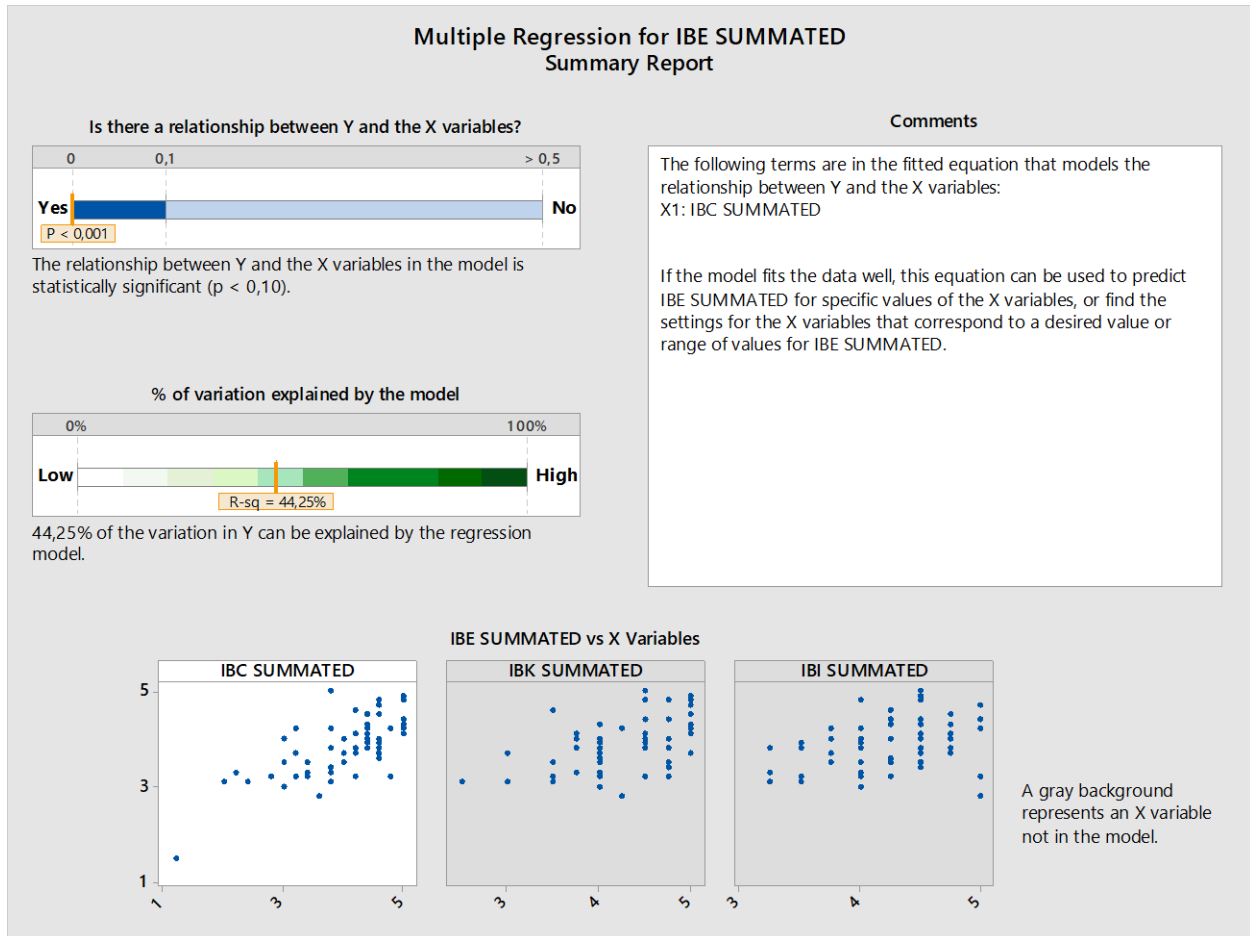 Multiple Regression for IBE SUMMATED
Summary Report
Is there a relationship between Y and the X variables?
0 0,1 > 0,5
Yes No
P < 0,001
The relationship between Y and the X variables in the model is
statistically significant (p < 0,10).
% of variation explained by the model
0% 100%
Low High
R-sq = 44,25%
44,25% of the variation in Y can be explained by the regression
model.
Comments
The following terms are in the fitted equation that models the
relationship between Y and the X variables:
X1: IBC SUMMATED
If the model fits the data well, this equation can be used to predict
IBE SUMMATED for specific values of the X variables, or find the
settings for the X variables that correspond to a desired value or
range of values for IBE SUMMATED.
IBE SUMMATED vs X Variables
IBC SUMMATED IBK SUMMATED IBI SUMMATED
5
3
1
1 3 5 3 4 5 3 4 5
A gray background
represents an X variable
not in the model.